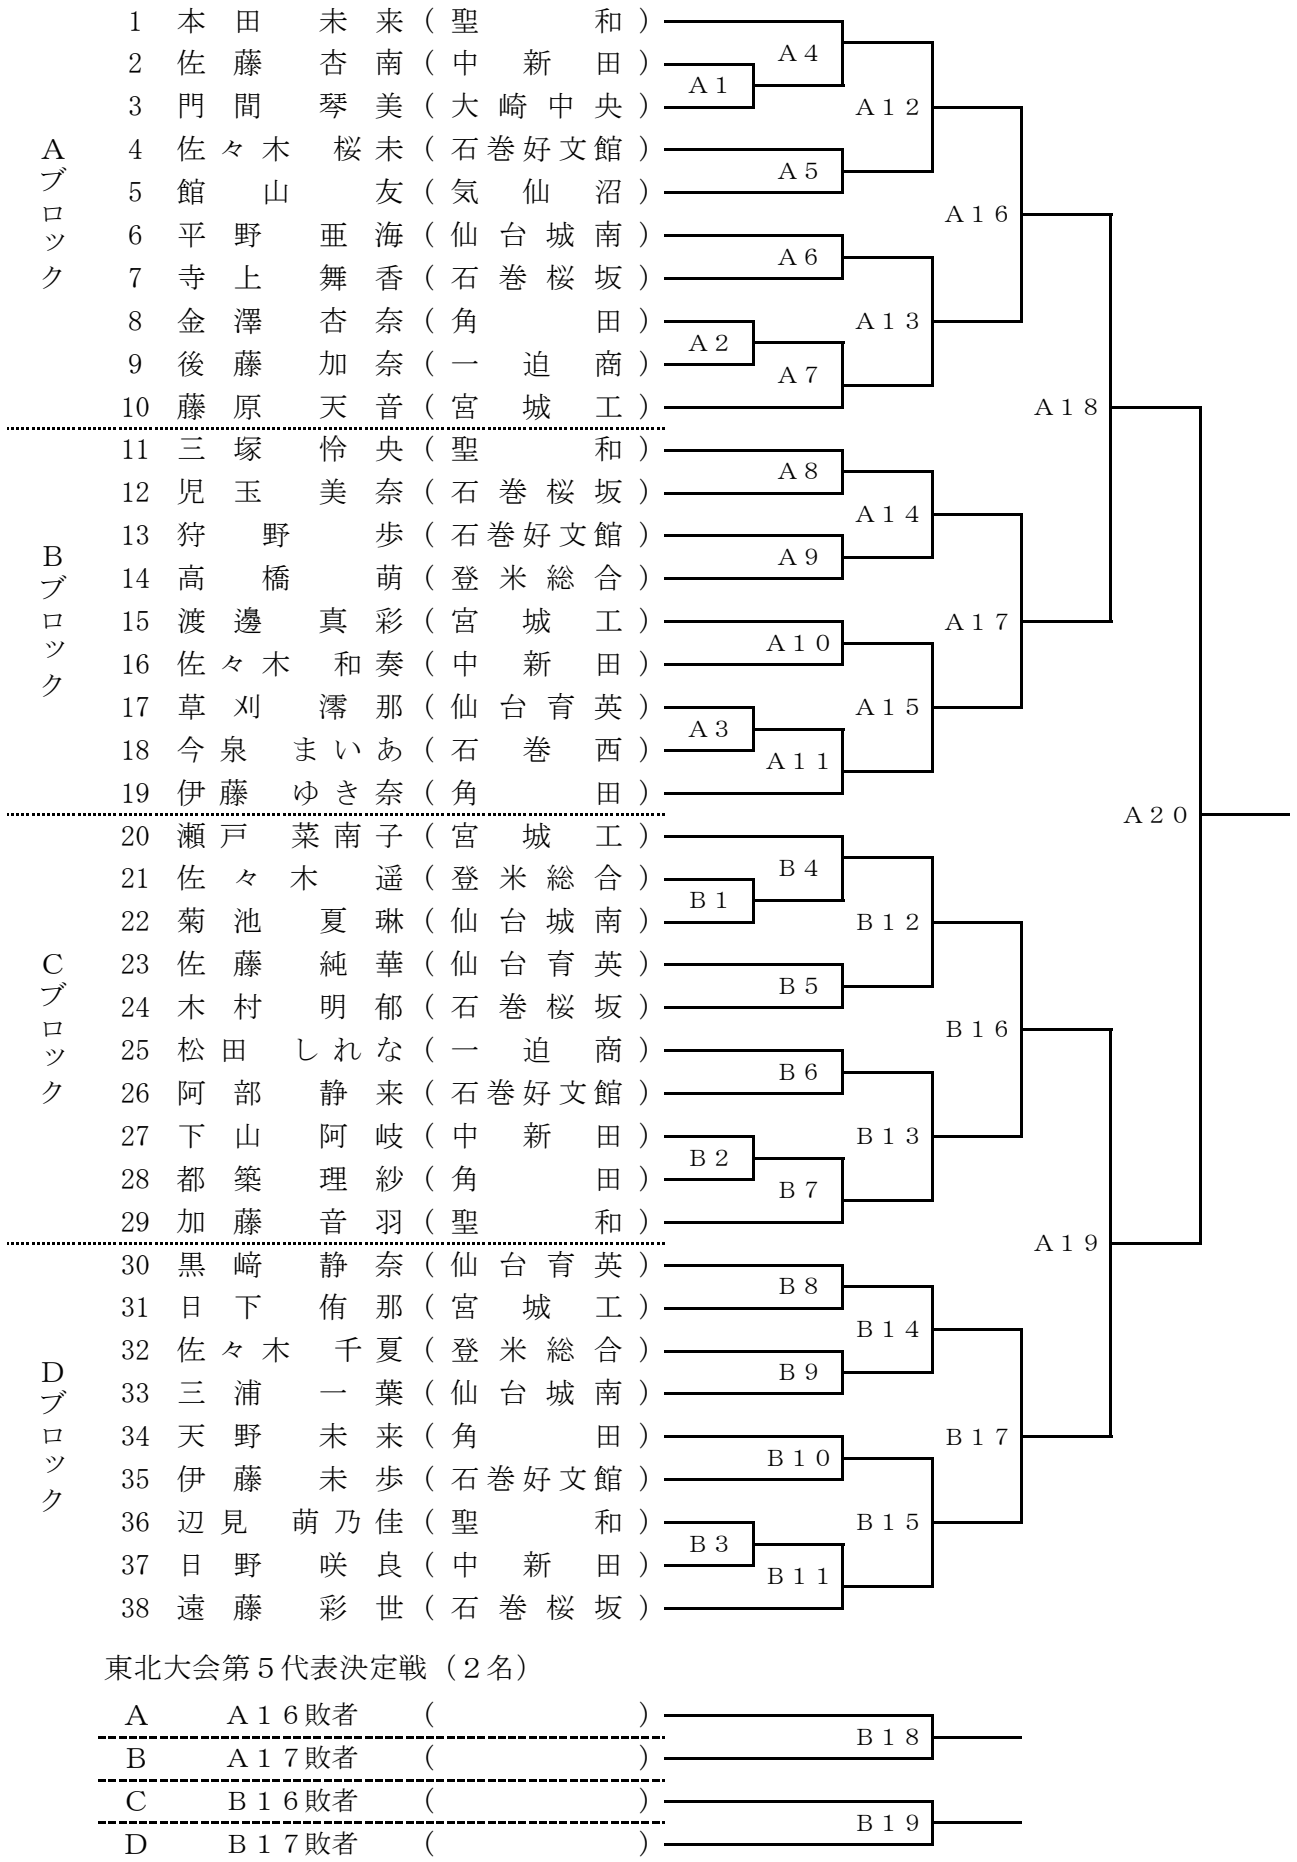 1 本田 未来 (聖 和)
2 佐藤 杏南 (中新田)
3 門間 琴美 (大崎中央)
4 佐々木 桜未 (石巻好文館)
5 館山 友 (気仙沼)
6 平野 亜海 (仙台城南)
7 寺上 舞香 (石巻桜坂)
8 金澤 杏奈 (角 田)
9 後藤 加奈 (一迫商)
10 藤原 天音 (宮城工)
Aブロック
A1
A2
A4
A5
A6
A7
A12
A13
A16
11 三塚 怜央 (聖 和)
12 児玉 美奈 (石巻桜坂)
13 狩野 歩 (石巻好文館)
14 高橋 萌 (登米総合)
15 渡邊 真彩 (宮城工)
16 佐々木 和奏 (中新田)
17 草刈 澪那 (仙台育英)
18 今泉 まいあ (石巻西)
19 伊藤 ゆき奈 (角 田)
Bブロック
A3
A8
A9
A10
A11
A14
A15
A17
A18
20 瀬戸 菜南子 (宮城工)
21 佐々木 遥 (登米総合)
22 菊池 夏琳 (仙台城南)
23 佐藤 純華 (仙台育英)
24 木村 明郁 (石巻桜坂)
25 松田 しれな (一迫商)
26 阿部 静来 (石巻好文館)
27 下山 阿岐 (中新田)
28 都築 理紗 (角 田)
29 加藤 音羽 (聖 和)
Cブロック
B1
B2
B4
B5
B6
B7
B12
B13
B16
30 黒﨑 静奈 (仙台育英)
31 日下 侑那 (宮城工)
32 佐々木 千夏 (登米総合)
33 三浦 一葉 (仙台城南)
34 天野 未来 (角 田)
35 伊藤 未歩 (石巻好文館)
36 辺見 萌乃佳 (聖 和)
37 日野 咲良 (中新田)
38 遠藤 彩世 (石巻桜坂)
Dブロック
B3
B8
B9
B10
B11
B14
B15
B17
A19
A20
東北大会第5代表決定戦(2名)
A A16敗者 ( )
B A17敗者 ( )
B18
C B16敗者 ( )
D B17敗者 ( )
B19